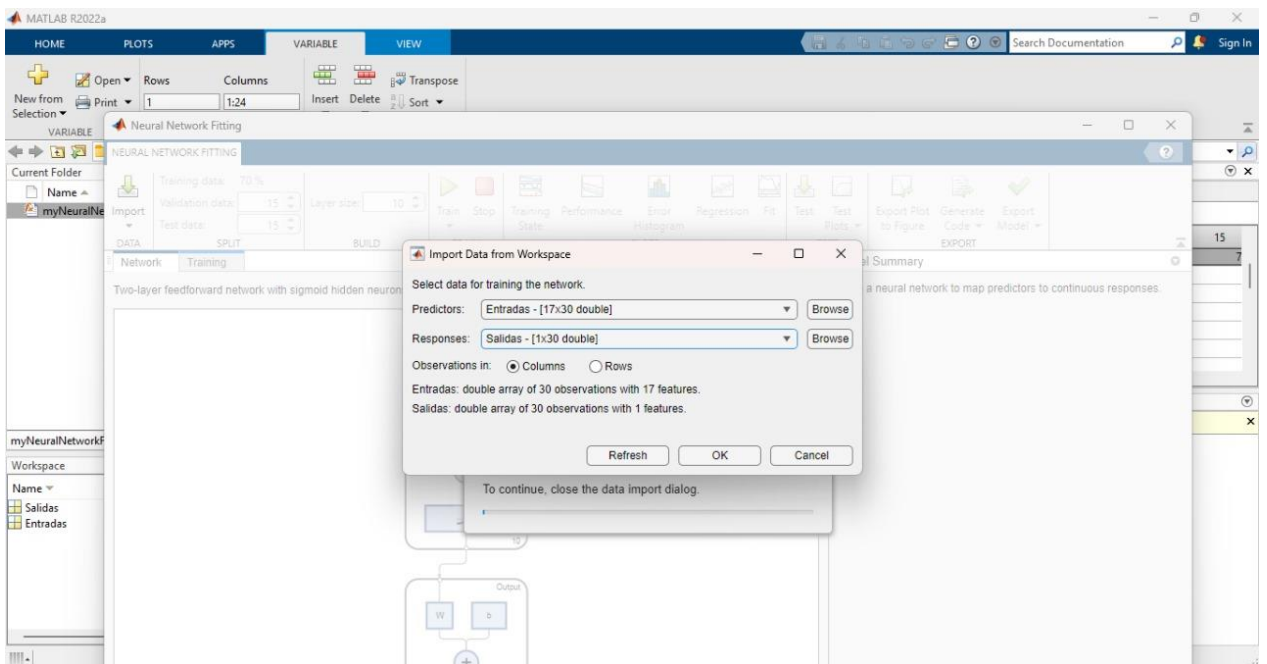 MATLAB R2022a
HOME PLOTS APPS VARIABLE VIEW Search Documentation Sign In
New from Selection Open Print Rows Columns Insert Delete Transpose Sort
1 1:24
VARIABLE
Neural Network Fitting
NEURAL NETWORK FITTING
Current Folder
Name
myNeuralNe
Import Training data: 70 %
Validation data: 15
Test data: 15
Layer size: 10
Train Stop Training State Performance Error Histogram Regression Fit Test Test Plots Export Plot to Figure Generate Code Export Model
DATA SPLIT BUILD EXPORT
15
7
Network Training
Summary
Two-layer feedforward network with sigmoid hidden neuron
a neural network to map predictors to continuous responses.
Import Data from Workspace
Select data for training the network.
Predictors: Entradas - [17x30 double] Browse
Responses: Salidas - [1x30 double] Browse
Observations in: Columns Rows
Entradas: double array of 30 observations with 17 features.
Salidas: double array of 30 observations with 1 features.
Refresh OK Cancel
To continue, close the data import dialog.
10
Output
W b
myNeuralNetworkF
Workspace
Name
Salidas
Entradas